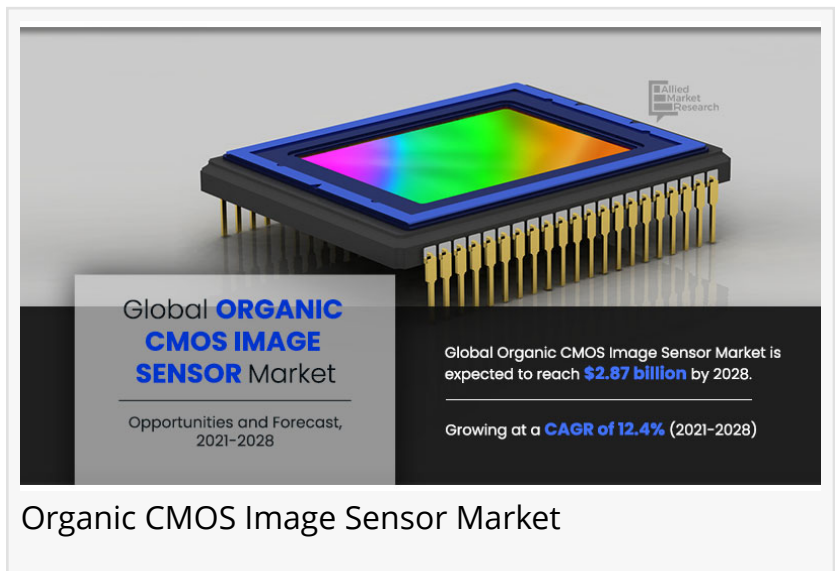 Allied
Market
Research
Global ORGANIC
CMOS IMAGE
SENSOR Market
Opportunities and Forecast,
2021-2028
Global Organic CMOS Image Sensor Market is
expected to reach $2.87 billion by 2028.
Growing at a CAGR of 12.4% (2021-2028)
Organic CMOS Image Sensor Market